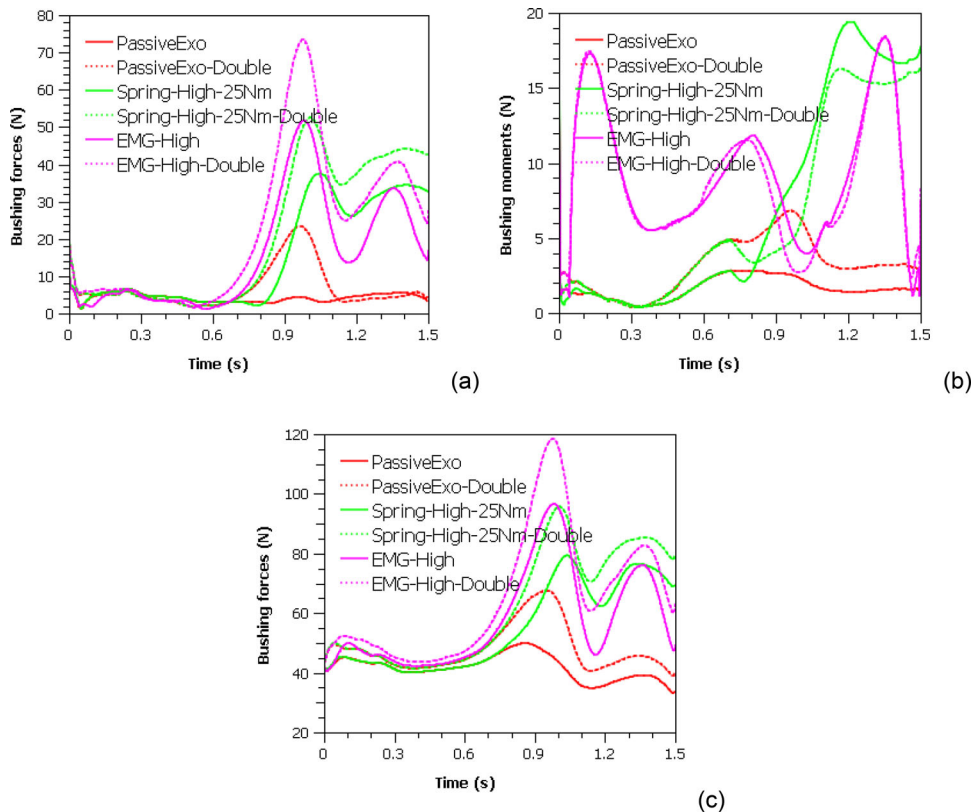 80
70
60
50
40
30
20
10
0
Bushing forces (N)
PassiveExo
PassiveExo-Double
Spring-High-25Nm
Spring-High-25Nm-Double
EMG-High
EMG-High-Double
0 0.3 0.6 0.9 1.2 1.5
Time (s)
(a)
20
15
10
5
0
Bushing moments (N)
PassiveExo
PassiveExo-Double
Spring-High-25Nm
Spring-High-25Nm-Double
EMG-High
EMG-High-Double
0 0.3 0.6 0.9 1.2 1.5
Time (s)
(b)
120
100
80
60
40
20
Bushing forces (N)
PassiveExo
PassiveExo-Double
Spring-High-25Nm
Spring-High-25Nm-Double
EMG-High
EMG-High-Double
0 0.3 0.6 0.9 1.2 1.5
Time (s)
(c)